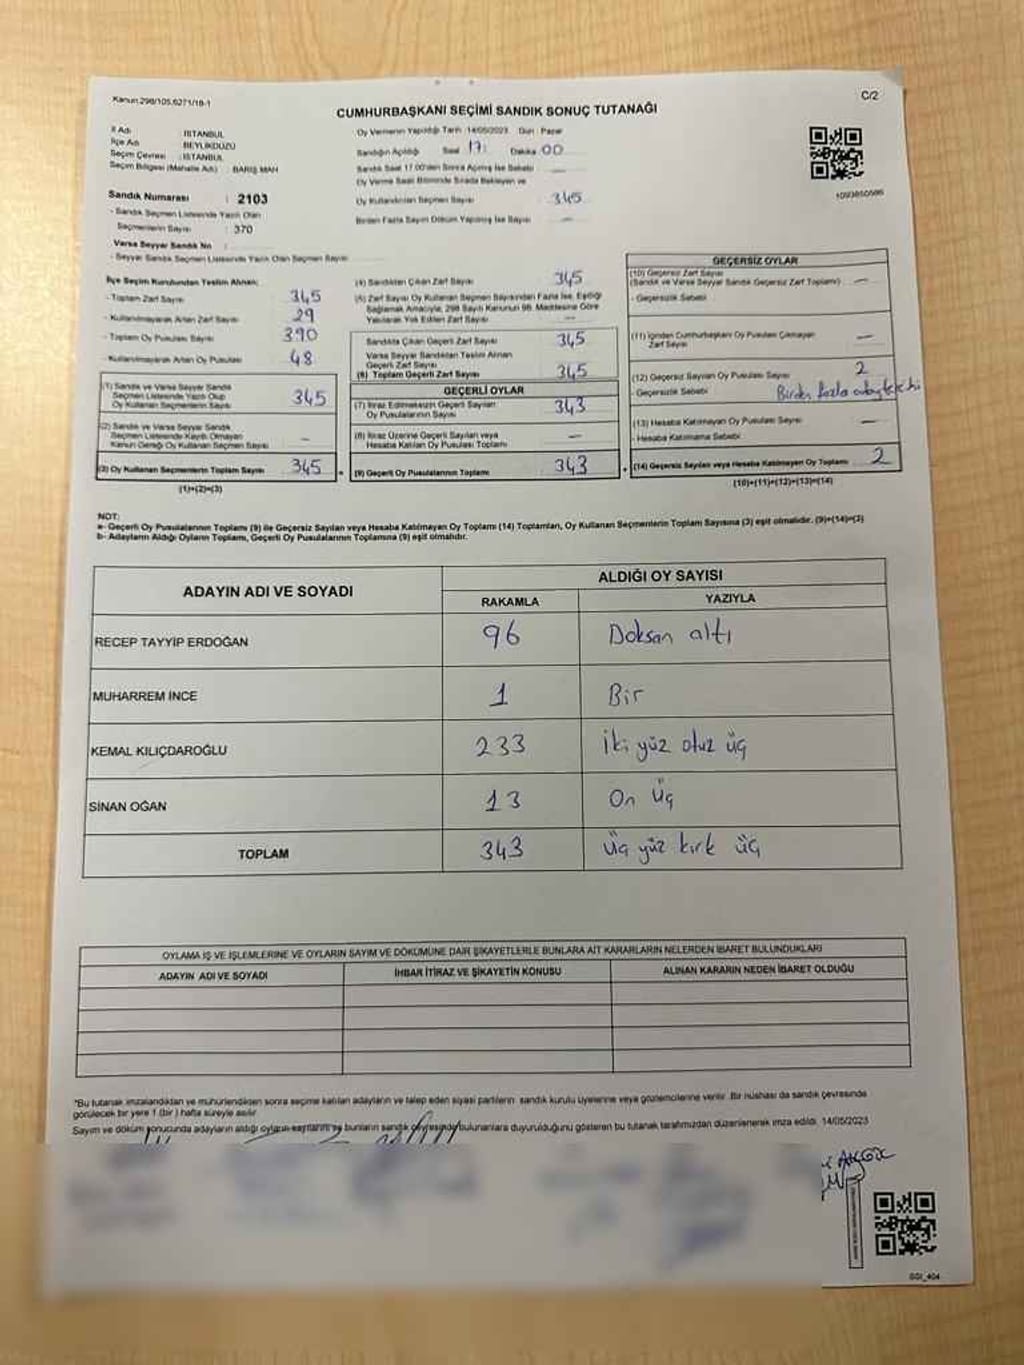 Kanun:298/105,6271/18-1
C/2
CUMHURBAŞKANI SEÇİMİ SANDIK SONUÇ TUTANAĞI
İl Adı : İSTANBUL
İlçe Adı : BEYLİKDÜZÜ
Seçim Çevresi : İSTANBUL
Seçim Bölgesi (Mahalle Adı) : BARIŞ MAH
Sandık Numarası : 2103
- Sandık Seçmen Listesinde Yazılı Olan
Seçmenlerin Sayısı : 370
Varsa Seyyar Sandık No :
- Seyyar Sandık Seçmen Listesinde Yazılı Olan Seçmen Sayısı
Oy Vermenin Yapıldığı Tarih : 14/05/2023 Gün : Pazar
Sandığın Açıldığı Saat 17: Dakika 00
Sandık Saat 17.00'den Sonra Açılmış İse Sebebi —
Oy Verme Saati Bitiminde Sırada Bekleyen ve
Oy Kullandırılan Seçmen Sayısı 345
Birden Fazla Sayım Döküm Yapılmış İse Sayısı —
İlçe Seçim Kurulundan Teslim Alınan;
- Toplam Zarf Sayısı 345
- Kullanılmayarak Artan Zarf Sayısı 29
- Toplam Oy Pusulası Sayısı 390
- Kullanılmayarak Artan Oy Pusulası 48
(1) Sandık ve Varsa Seyyar Sandık
Seçmen Listesinde Yazılı Olup
Oy Kullanan Seçmenlerin Sayısı 345
(2) Sandık ve Varsa Seyyar Sandık
Seçmen Listesinde Kayıtlı Olmayan
Kanun Gereği Oy Kullanan Seçmen Sayısı —
(3) Oy Kullanan Seçmenlerin Toplam Sayısı 345
(1)+(2)=(3)
(4) Sandıktan Çıkan Zarf Sayısı 345
(5) Zarf Sayısı Oy Kullanan Seçmen Sayısından Fazla İse, Eşitliği
Sağlamak Amacıyla, 298 Sayılı Kanunun 98. Maddesine Göre
Yakılarak Yok Edilen Zarf Sayısı —
Sandıkta Çıkan Geçerli Zarf Sayısı 345
Varsa Seyyar Sandıktan Teslim Alınan
Geçerli Zarf Sayısı
(6) Toplam Geçerli Zarf Sayısı 345
GEÇERLİ OYLAR
(7) İtiraz Edilmeksizin Geçerli Sayılan
Oy Pusulalarının Sayısı 343
(8) İtiraz Üzerine Geçerli Sayılan veya
Hesaba Katılan Oy Pusulası Toplamı —
(9) Geçerli Oy Pusulalarının Toplamı 343
GEÇERSİZ OYLAR
(10) Geçersiz Zarf Sayısı
(Sandık ve Varsa Seyyar Sandık Geçersiz Zarf Toplamı) —
- Geçersizlik Sebebi
(11) İçinden Cumhurbaşkanı Oy Pusulası Çıkmayan
Zarf Sayısı —
(12) Geçersiz Sayılan Oy Pusulası Sayısı 2
- Geçersizlik Sebebi Birden fazla
(13) Hesaba Katılmayan Oy Pusulası Sayısı —
- Hesaba Katılmama Sebebi
(14) Geçersiz Sayılan veya Hesaba Katılmayan Oy Toplamı 2
(10)+(11)+(12)+(13)=(14)
NOT:
a- Geçerli Oy Pusulalarının Toplamı (9) ile Geçersiz Sayılan veya Hesaba Katılmayan Oy Toplamı (14) Toplamları, Oy Kullanan Seçmenlerin Toplam Sayısına (3) eşit olmalıdır. (9)+(14)=(3)
b- Adayların Aldığı Oyların Toplamı, Geçerli Oy Pusulalarının Toplamına (9) eşit olmalıdır.
ADAYIN ADI VE SOYADI
ALDIĞI OY SAYISI
RAKAMLA YAZIYLA
RECEP TAYYİP ERDOĞAN 96 Doksan altı
MUHARREM İNCE 1 Bir
KEMAL KILIÇDAROĞLU 233 İki yüz otuz üç
SİNAN OĞAN 13 On üç
TOPLAM 343 Üç yüz kırk üç
OYLAMA İŞ VE İŞLEMLERİNE VE OYLARIN SAYIM VE DÖKÜMÜNE DAİR ŞİKAYETLERLE BUNLARA AİT KARARLARIN NELERDEN İBARET BULUNDUKLARI
ADAYIN ADI VE SOYADI İHBAR İTİRAZ VE ŞİKAYETİN KONUSU ALINAN KARARIN NEDEN İBARET OLDUĞU
*Bu tutanak imzalandıktan ve mühürlendikten sonra seçime katılan adayların ve talep eden siyasi partilerin sandık kurulu üyelerine veya gözlemcilerine verilir. Bir nüshası da sandık çevresinde
görülecek bir yere 1 (bir) hafta süreyle asılır.
Sayım ve döküm sonucunda adayların aldığı oyların sayılarını ve bunların sandık çevresinde bulunanlara duyurulduğunu gösteren bu tutanak tarafımızdan düzenlenerek imza edildi. 14/05/2023